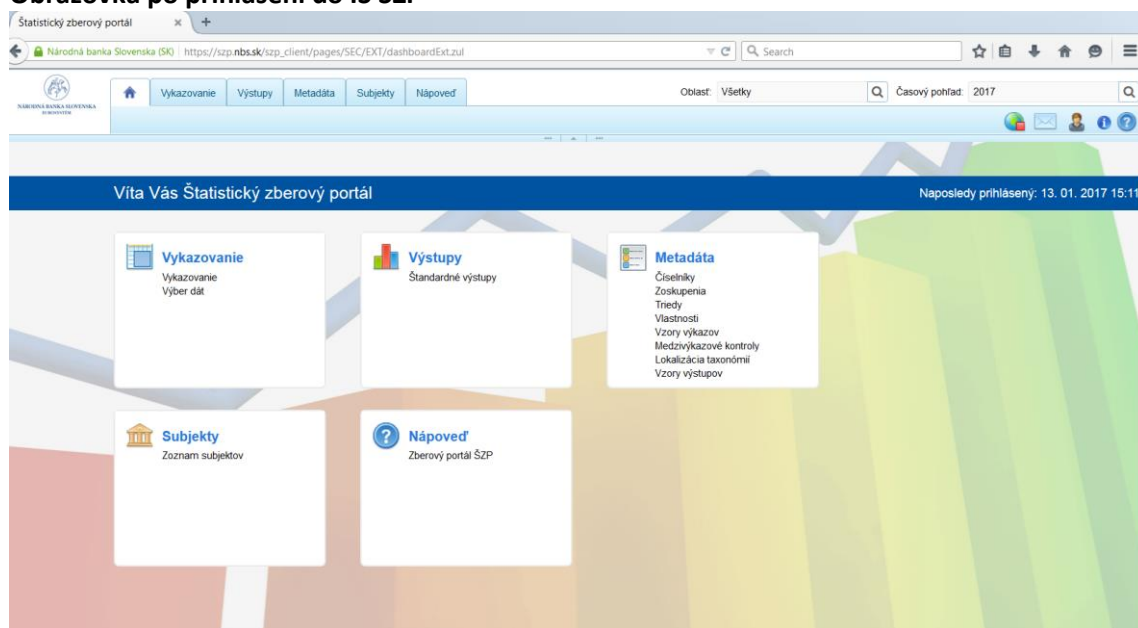 Obrazovka po prihlásení do IS ŠZP
Štatistický zberový portál × +
Národná banka Slovenska (SK) https://szp.nbs.sk/szp_client/pages/SEC/EXT/dashboardExt.zul Search
NÁRODNÁ BANKA SLOVENSKA
EUROSYSTÉM
Vykazovanie Výstupy Metadáta Subjekty Nápoveď Oblasť: Všetky Časový pohľad: 2017
Víta Vás Štatistický zberový portál Naposledy prihlásený: 13. 01. 2017 15:11
Vykazovanie
Vykazovanie
Výber dát
Výstupy
Štandardné výstupy
Metadáta
Číselníky
Zoskupenia
Triedy
Vlastnosti
Vzory výkazov
Medzivýkazové kontroly
Lokalizácia taxonómií
Vzory výstupov
Subjekty
Zoznam subjektov
Nápoveď
Zberový portál ŠZP